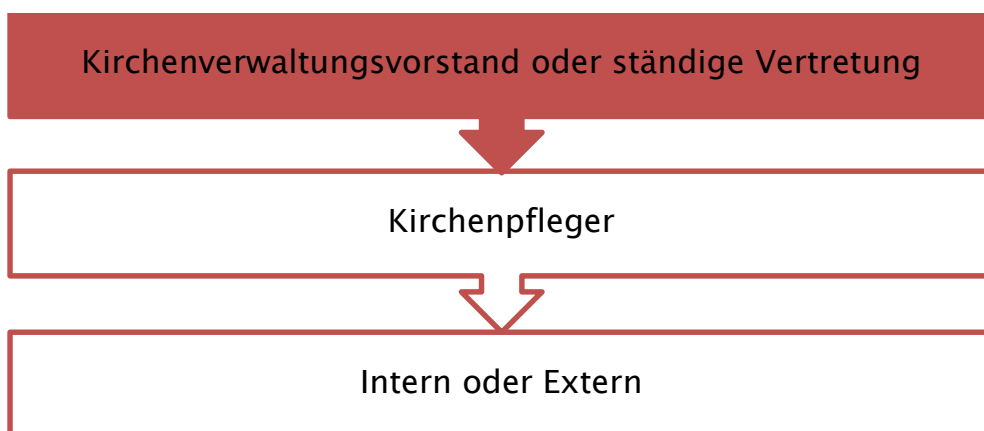 Kirchenverwaltungsvorstand oder ständige Vertretung
Kirchenpfleger
Intern oder Extern